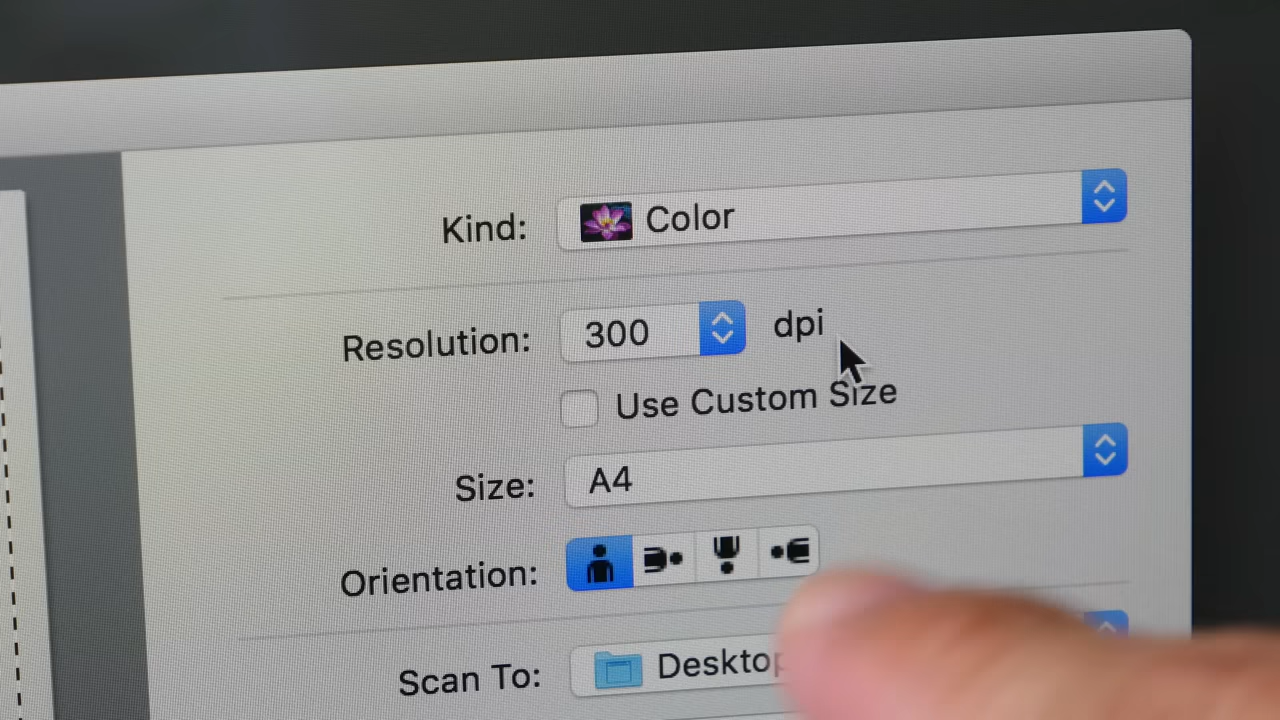 Kind: Color
Resolution: 300 dpi
Use Custom Size
Size: A4
Orientation:
Scan To: Desktop